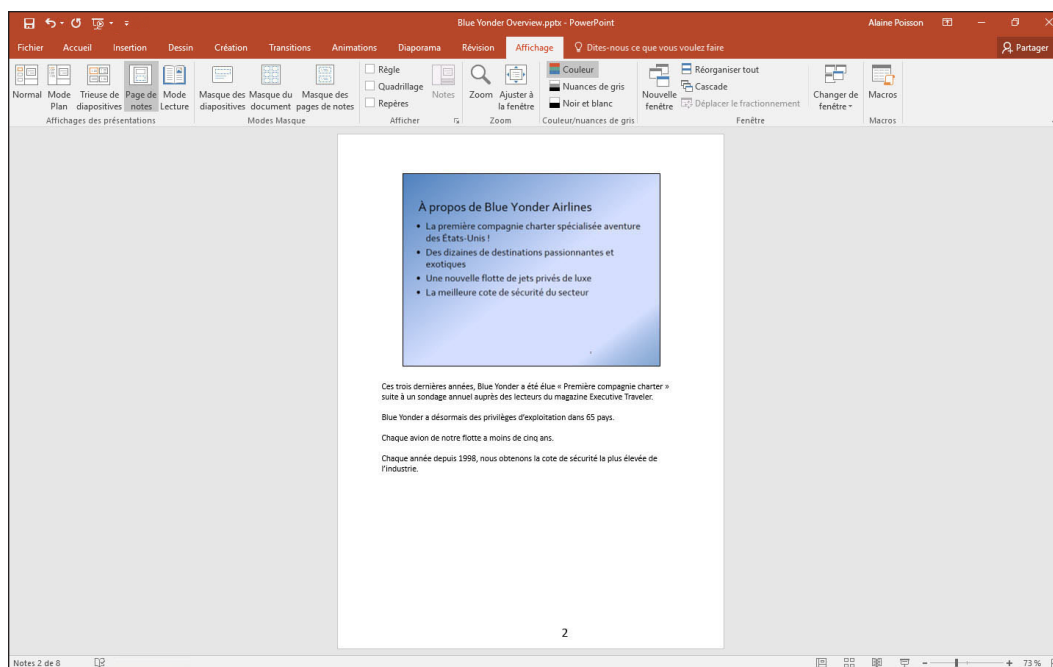 Blue Yonder Overview.pptx - PowerPoint
Alaine Poisson
Fichier Accueil Insertion Dessin Création Transitions Animations Diaporama Révision Affichage Dites-nous ce que vous voulez faire Partager
Normal
Mode Plan
Trieuse de diapositives
Page de notes
Mode Lecture
Affichages des présentations
Masque des diapositives
Masque du document
Masque des pages de notes
Modes Masque
Règle
Quadrillage
Repères
Notes
Afficher
Zoom
Ajuster à la fenêtre
Zoom
Couleur
Nuances de gris
Noir et blanc
Couleur/nuances de gris
Nouvelle fenêtre
Réorganiser tout
Cascade
Déplacer le fractionnement
Changer de fenêtre
Fenêtre
Macros
Macros
À propos de Blue Yonder Airlines
• La première compagnie charter spécialisée aventure
des États-Unis !
• Des dizaines de destinations passionnantes et
exotiques
• Une nouvelle flotte de jets privés de luxe
• La meilleure cote de sécurité du secteur
Ces trois dernières années, Blue Yonder a été élue « Première compagnie charter »
suite à un sondage annuel auprès des lecteurs du magazine Executive Traveler.
Blue Yonder a désormais des privilèges d'exploitation dans 65 pays.
Chaque avion de notre flotte a moins de cinq ans.
Chaque année depuis 1998, nous obtenons la cote de sécurité la plus élevée de
l'industrie.
2
Notes 2 de 8
73 %